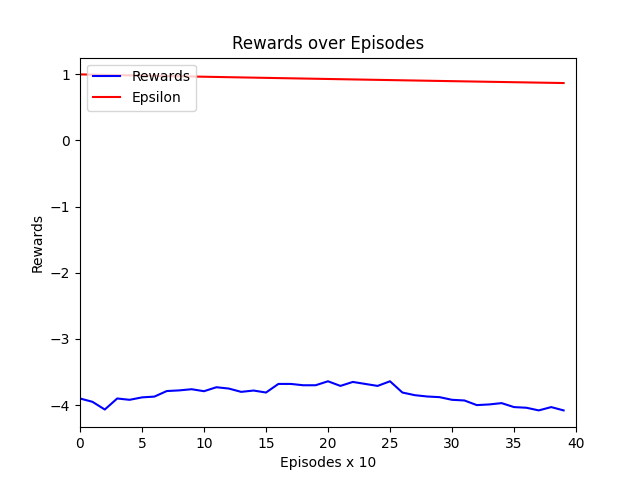 Rewards over Episodes
Rewards
Epsilon
1
0
−1
−2
−3
−4
Rewards
0 5 10 15 20 25 30 35 40
Episodes x 10